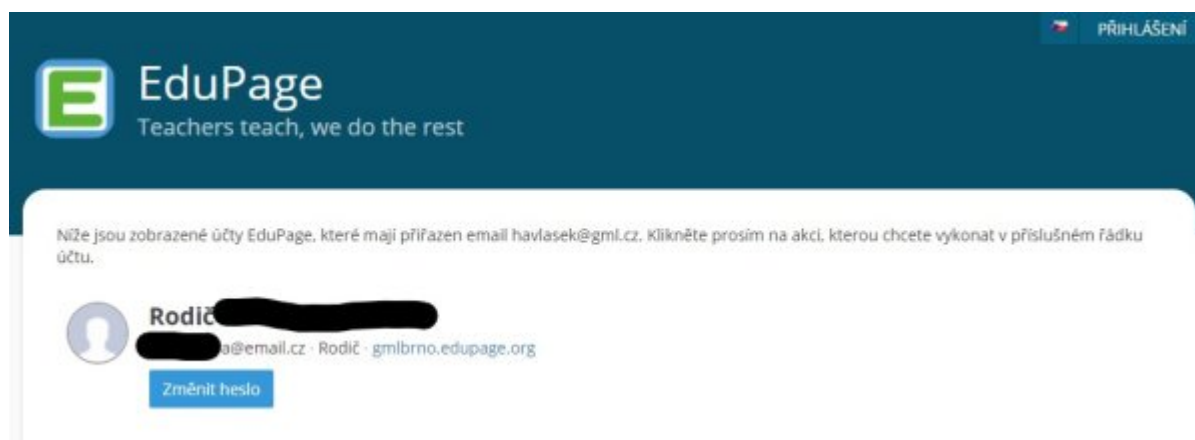 PŘIHLÁŠENÍ
EduPage
Teachers teach, we do the rest
Níže jsou zobrazené účty EduPage, které mají přiřazen email havlasek@gml.cz. Klikněte prosím na akci, kterou chcete vykonat v příslušném řádku
účtu.
Rodič
a@email.cz · Rodič · gmlbrno.edupage.org
Změnit heslo